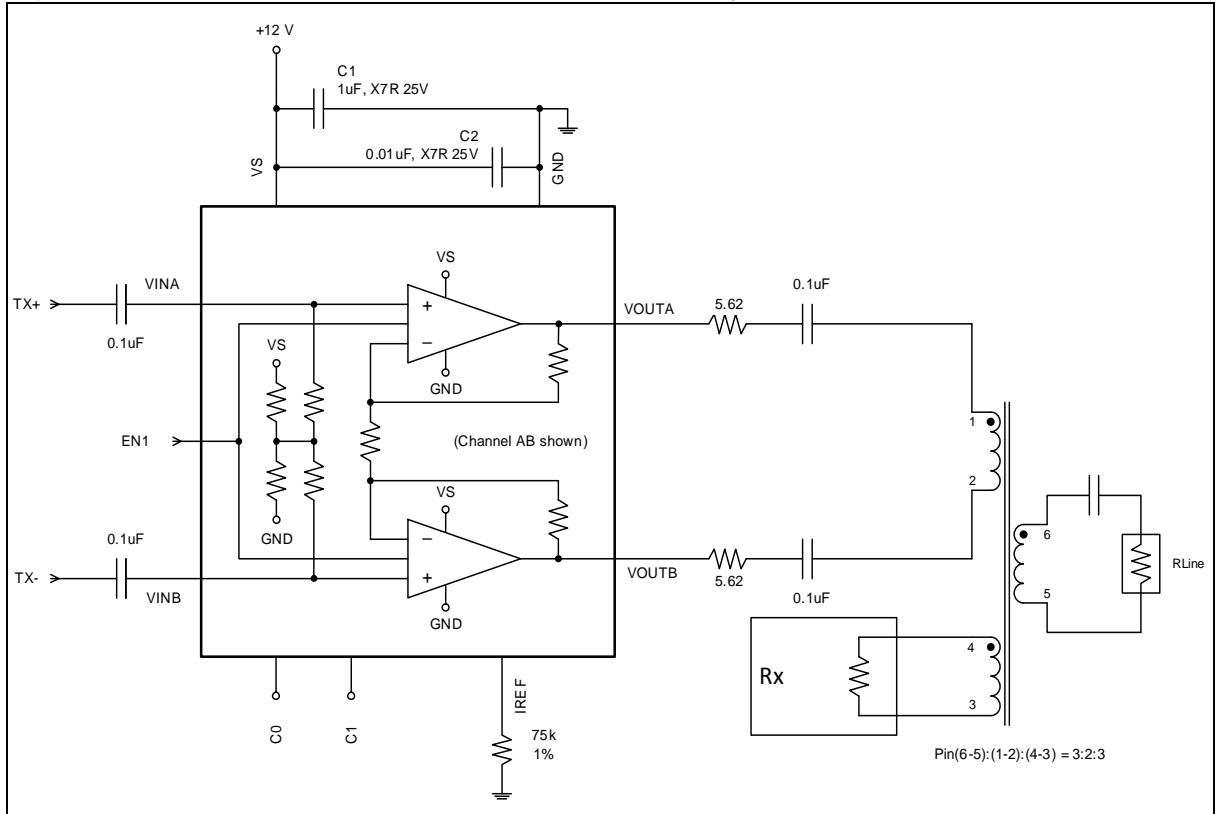 +12 V
C1
1uF, X7R 25V
C2
0.01uF, X7R 25V
VS
GND
TX+
VINA
0.1uF
VS
+
−
GND
VOUTA
5.62
0.1uF
VS
GND
EN1
(Channel AB shown)
TX-
0.1uF
VINB
VS
−
+
GND
VOUTB
5.62
0.1uF
1
2
6
5
RLine
Rx
4
3
C0
C1
IREF
75k
1%
Pin(6-5):(1-2):(4-3) = 3:2:3